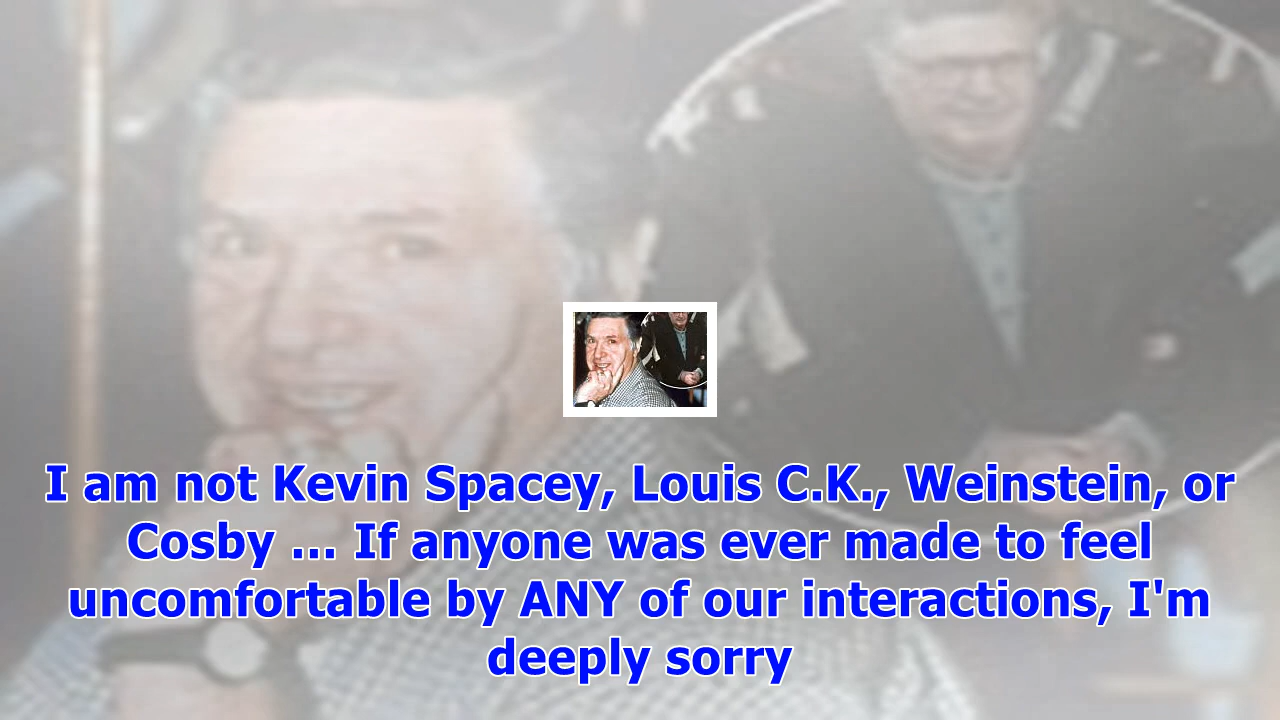 I am not Kevin Spacey, Louis C.K., Weinstein, or
Cosby ... If anyone was ever made to feel
uncomfortable by ANY of our interactions, I'm
deeply sorry